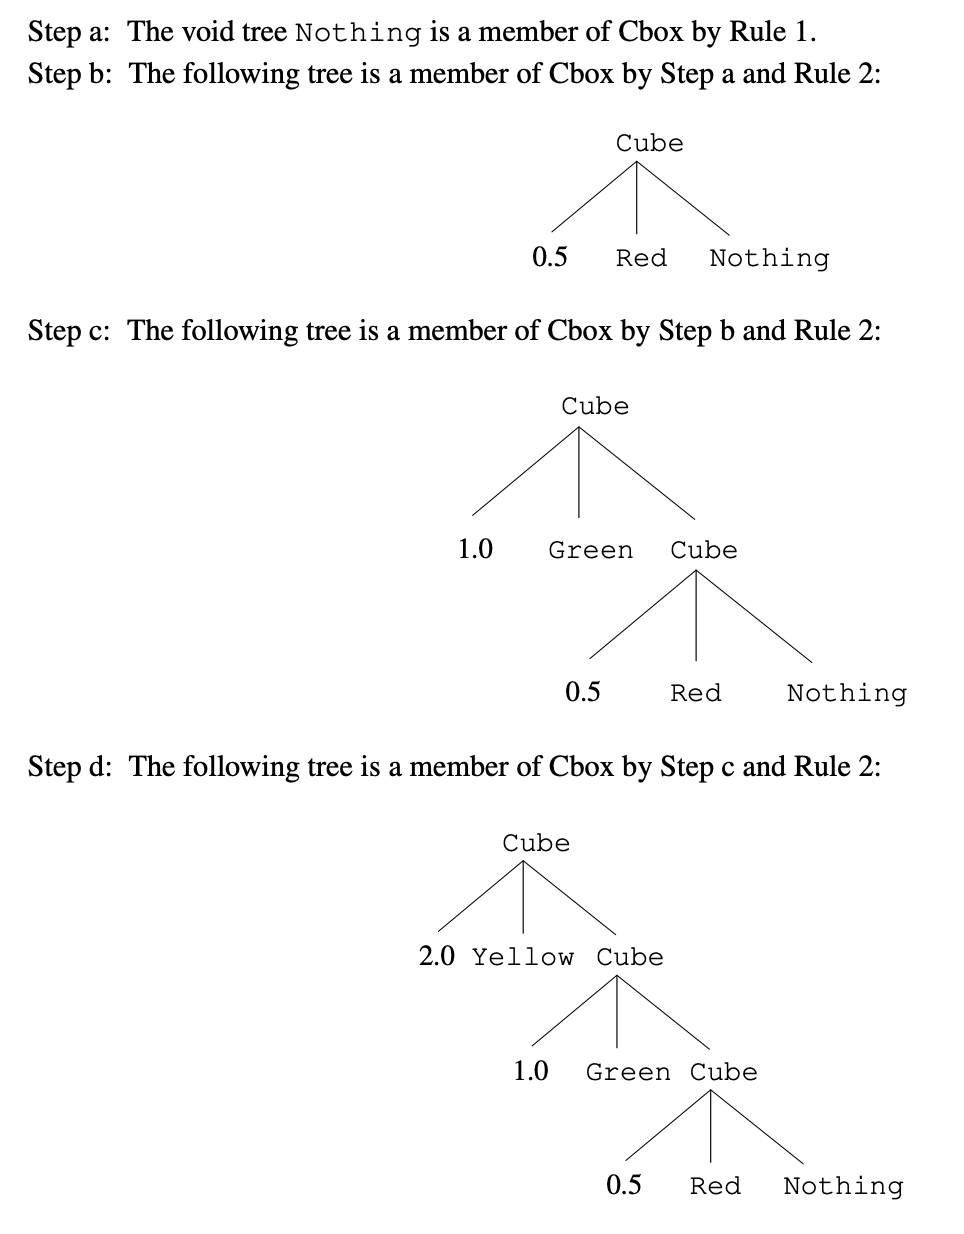 Step a: The void tree Nothing is a member of Cbox by Rule 1.
Step b: The following tree is a member of Cbox by Step a and Rule 2:
Cube
0.5 Red Nothing
Step c: The following tree is a member of Cbox by Step b and Rule 2:
Cube
1.0 Green Cube
0.5 Red Nothing
Step d: The following tree is a member of Cbox by Step c and Rule 2:
Cube
2.0 Yellow Cube
1.0 Green Cube
0.5 Red Nothing